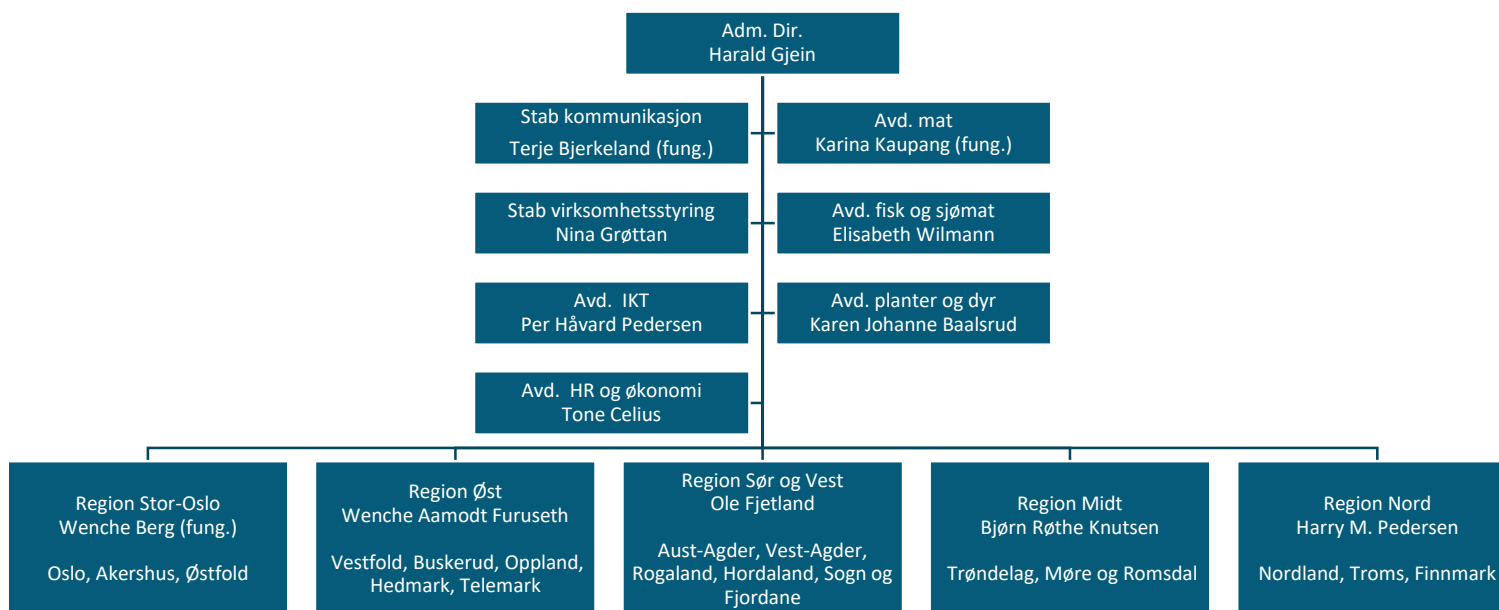 Adm. Dir.
Harald Gjein
Stab kommunikasjon
Terje Bjerkeland (fung.)
Avd. mat
Karina Kaupang (fung.)
Stab virksomhetsstyring
Nina Grøttan
Avd. fisk og sjømat
Elisabeth Wilmann
Avd. IKT
Per Håvard Pedersen
Avd. planter og dyr
Karen Johanne Baalsrud
Avd. HR og økonomi
Tone Celius
Region Stor-Oslo
Wenche Berg (fung.)
Oslo, Akershus, Østfold
Region Øst
Wenche Aamodt Furuseth
Vestfold, Buskerud, Oppland,
Hedmark, Telemark
Region Sør og Vest
Ole Fjetland
Aust-Agder, Vest-Agder,
Rogaland, Hordaland, Sogn og
Fjordane
Region Midt
Bjørn Røthe Knutsen
Trøndelag, Møre og Romsdal
Region Nord
Harry M. Pedersen
Nordland, Troms, Finnmark